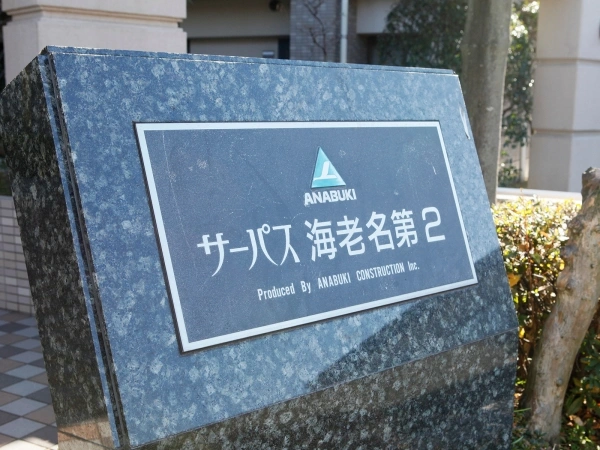 ANABUKI
サーパス 海老名第2
Produced By ANABUKI CONSTRUCTION Inc.